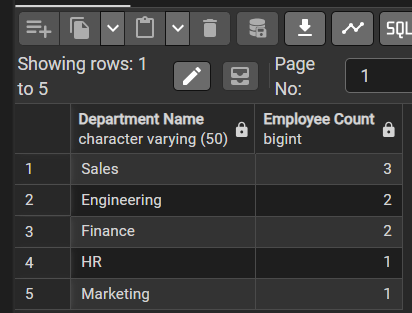 SQL
Showing rows: 1
to 5
Page
No:
1
Department Name
character varying (50)
Employee Count
bigint
1 Sales 3
2 Engineering 2
3 Finance 2
4 HR 1
5 Marketing 1